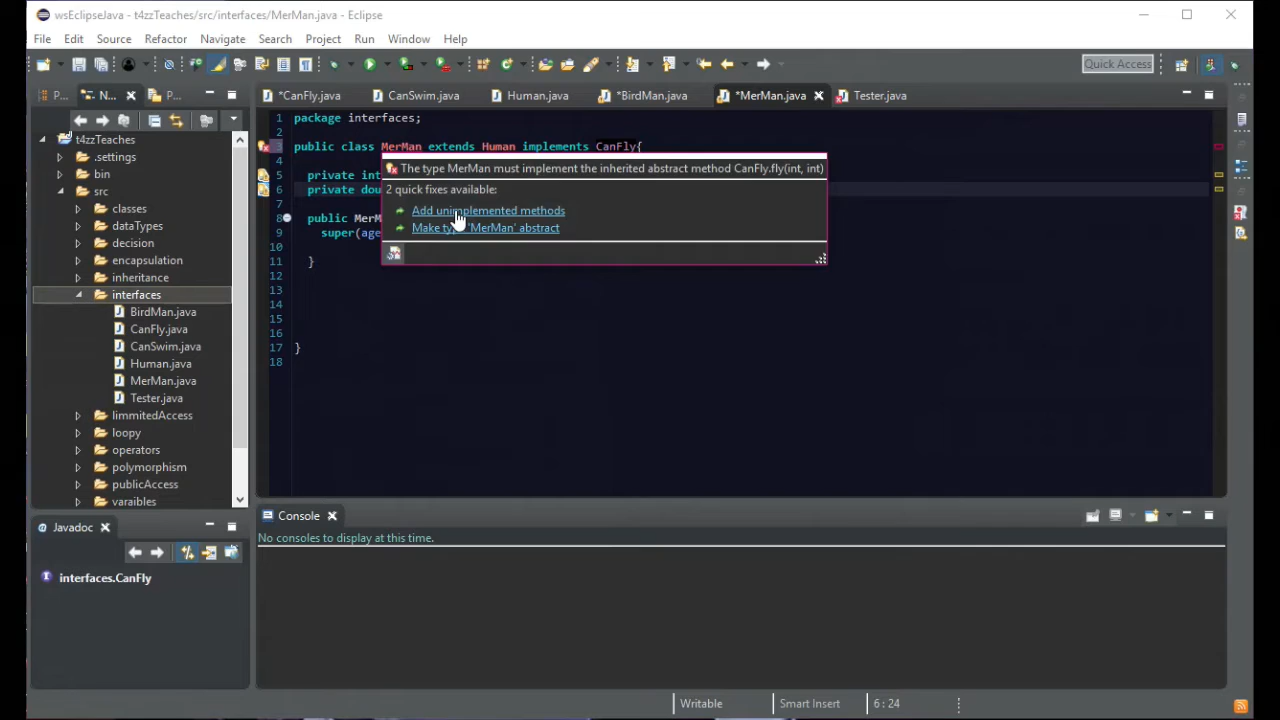 wsEclipseJava - t4zzTeaches/src/interfaces/MerMan.java - Eclipse
File Edit Source Refactor Navigate Search Project Run Window Help
Quick Access
P... N... P... *CanFly.java CanSwim.java Human.java *BirdMan.java *MerMan.java Tester.java
t4zzTeaches
.settings
bin
src
classes
dataTypes
decision
encapsulation
inheritance
interfaces
BirdMan.java
CanFly.java
CanSwim.java
Human.java
MerMan.java
Tester.java
limmitedAccess
loopy
operators
polymorphism
publicAccess
varaibles
1 package interfaces;
2
3 public class MerMan extends Human implements CanFly{
4
5 private int
6 private dou
7
8 public MerM
9 super(age
10
11 }
12
13
14
15
16
17 }
18
The type MerMan must implement the inherited abstract method CanFly.fly(int, int)
2 quick fixes available:
Add unimplemented methods
Make type 'MerMan' abstract
Javadoc
interfaces.CanFly
Console
No consoles to display at this time.
Writable Smart Insert 6 : 24